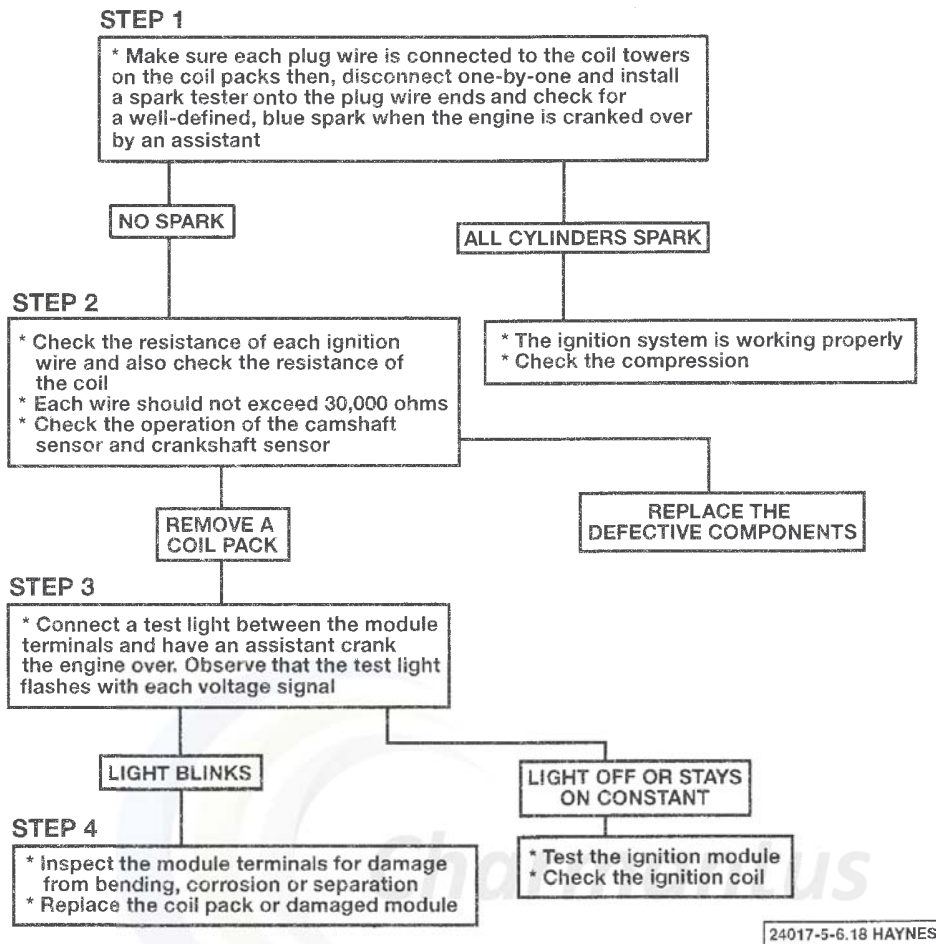 STEP 1
* Make sure each plug wire is connected to the coil towers
on the coil packs then, disconnect one-by-one and install
a spark tester onto the plug wire ends and check for
a well-defined, blue spark when the engine is cranked over
by an assistant
NO SPARK
ALL CYLINDERS SPARK
STEP 2
* Check the resistance of each ignition
wire and also check the resistance of
the coil
* Each wire should not exceed 30,000 ohms
* Check the operation of the camshaft
sensor and crankshaft sensor
* The ignition system is working properly
* Check the compression
REMOVE A
COIL PACK
REPLACE THE
DEFECTIVE COMPONENTS
STEP 3
* Connect a test light between the module
terminals and have an assistant crank
the engine over. Observe that the test light
flashes with each voltage signal
LIGHT BLINKS
LIGHT OFF OR STAYS
ON CONSTANT
STEP 4
* Inspect the module terminals for damage
from bending, corrosion or separation
* Replace the coil pack or damaged module
* Test the ignition module
* Check the ignition coil
24017-5-6.18 HAYNES